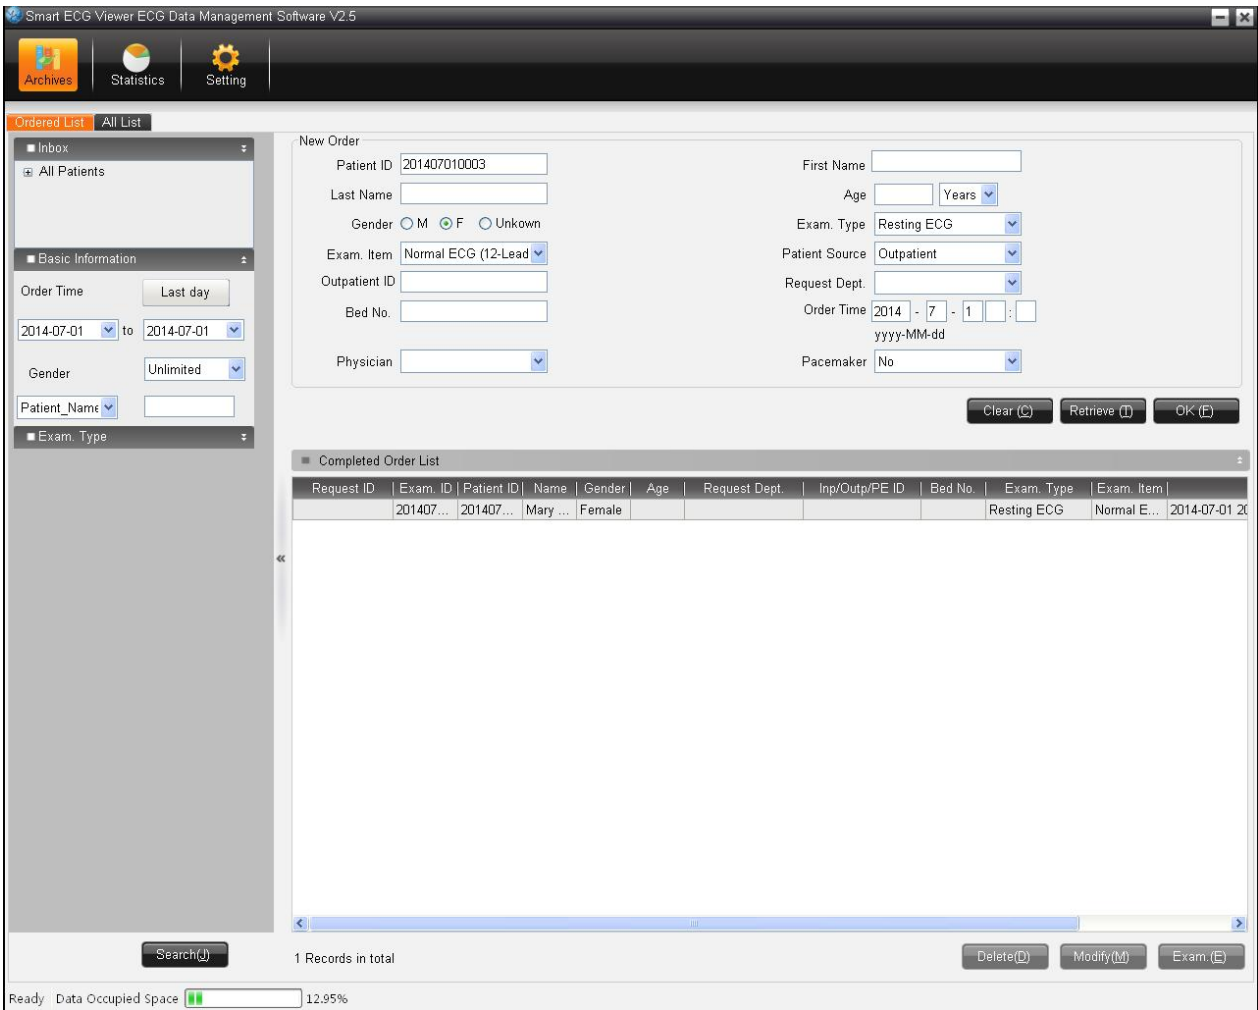 Smart ECG Viewer ECG Data Management Software V2.5
Archives Statistics Setting
Ordered List All List
Inbox
All Patients
Basic Information
Order Time Last day
2014-07-01 to 2014-07-01
Gender Unlimited
Patient_Name
Exam. Type
Search(J)
New Order
Patient ID 201407010003 First Name
Last Name Age Years
Gender M F Unkown Exam. Type Resting ECG
Exam. Item Normal ECG (12-Lead Patient Source Outpatient
Outpatient ID Request Dept.
Bed No. Order Time 2014 - 7 - 1 :
yyyy-MM-dd
Physician Pacemaker No
Clear (C) Retrieve (T) OK (F)
Completed Order List
Request ID Exam. ID Patient ID Name Gender Age Request Dept. Inp/Outp/PE ID Bed No. Exam. Type Exam. Item
201407... 201407... Mary ... Female Resting ECG Normal E... 2014-07-01 20
«
1 Records in total Delete(D) Modify(M) Exam.(E)
Ready Data Occupied Space 12.95%